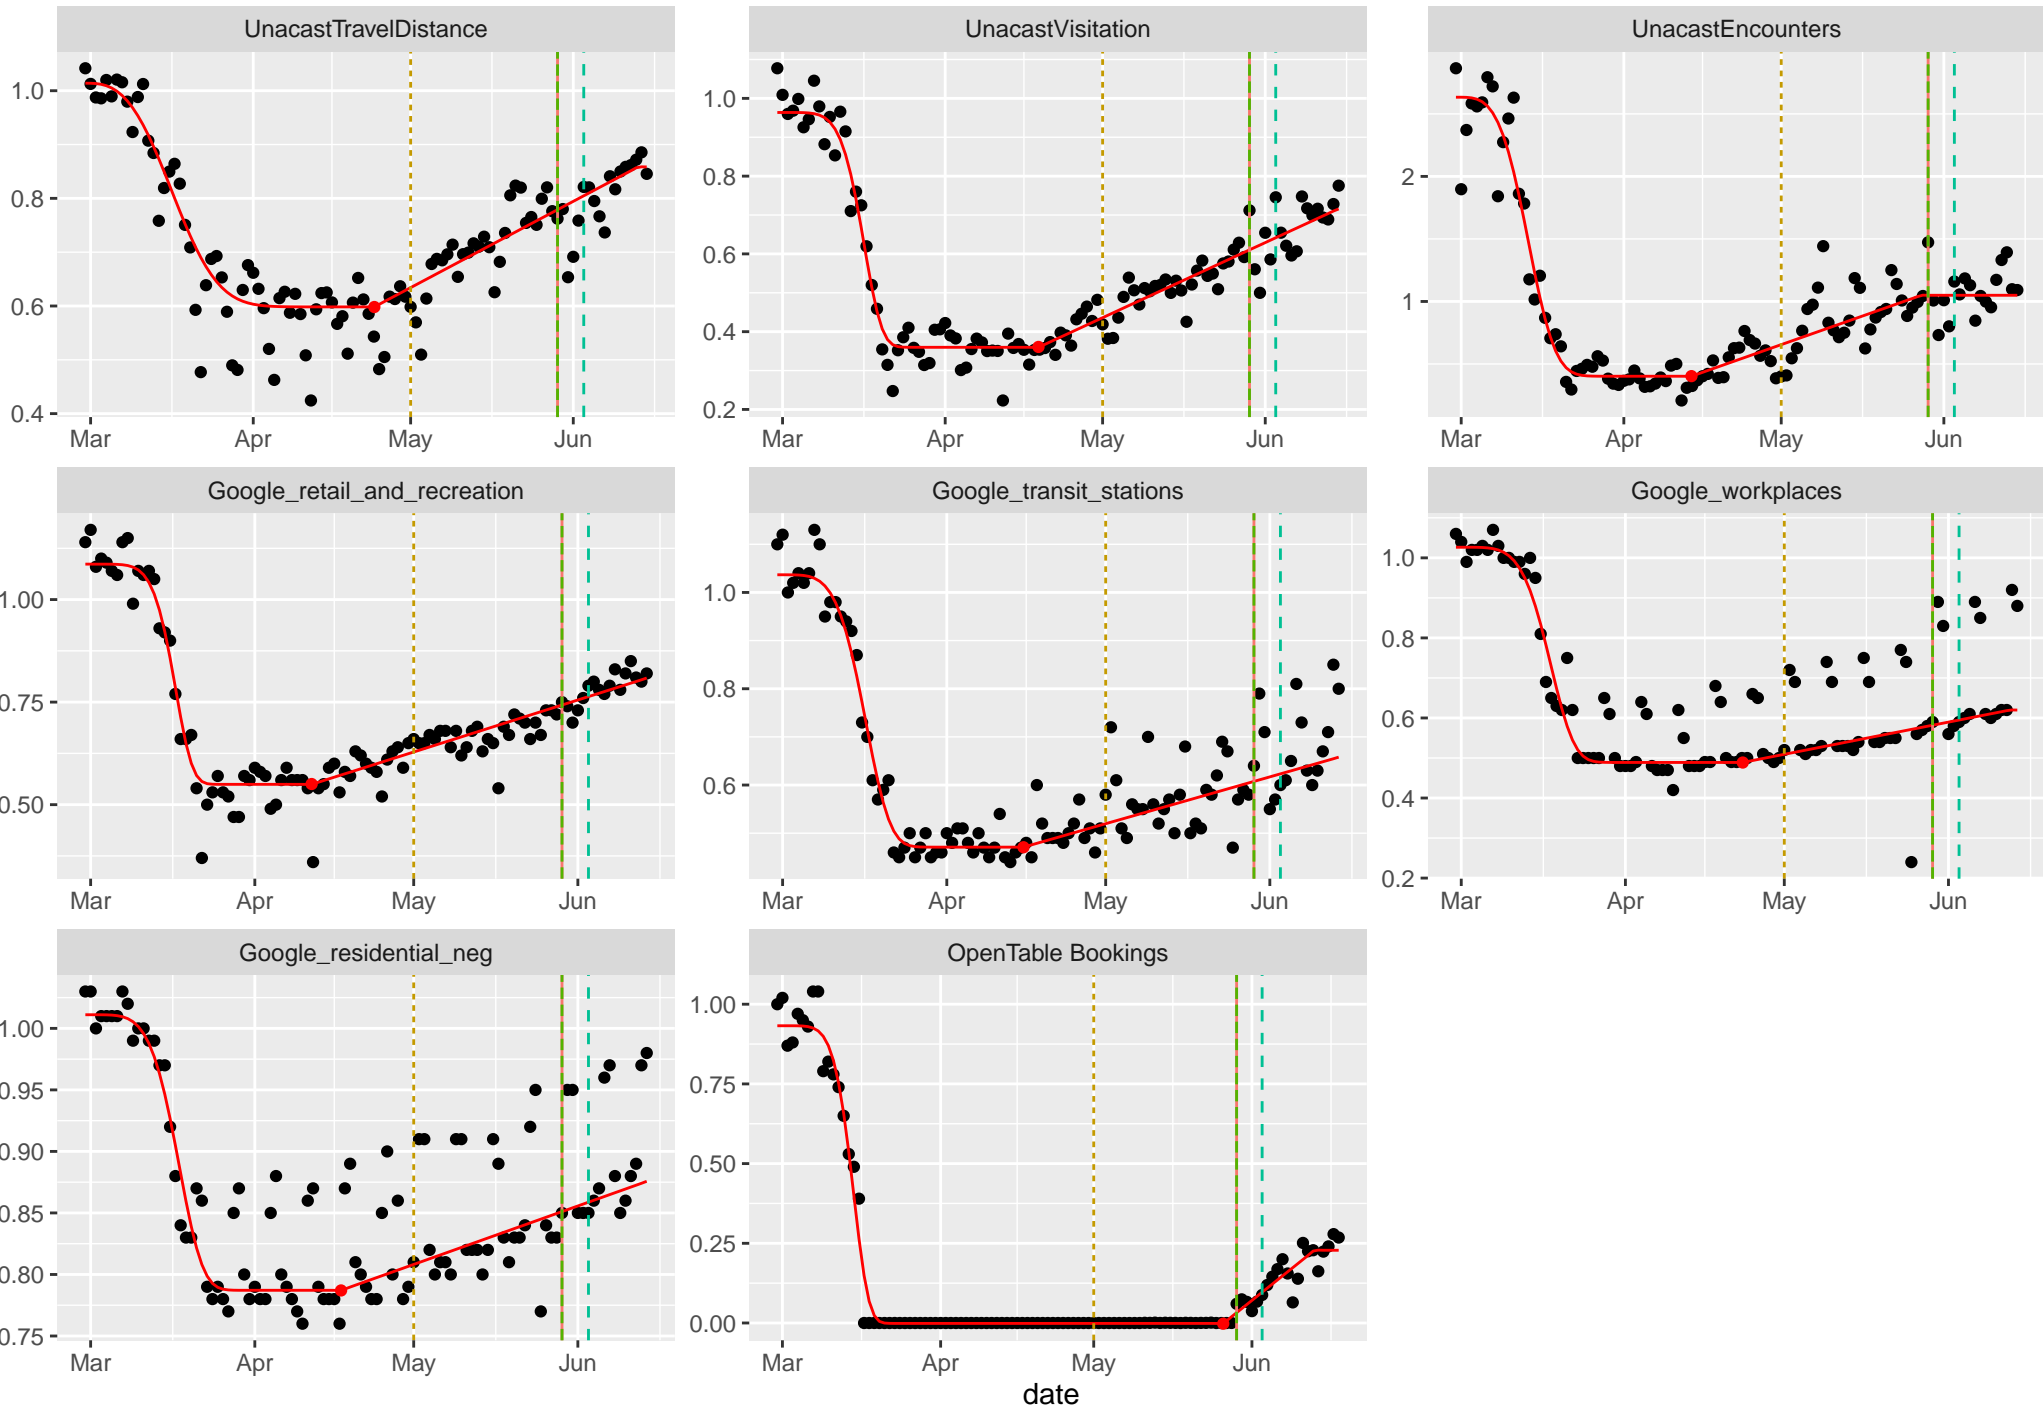 UnacastTravelDistance
UnacastVisitation
UnacastEncounters
1.0
0.8
0.6
0.4
1.0
0.8
0.6
0.4
0.2
2
1
Mar Apr May Jun
Mar Apr May Jun
Mar Apr May Jun
Google_retail_and_recreation
Google_transit_stations
Google_workplaces
1.00
0.75
0.50
1.0
0.8
0.6
1.0
0.8
0.6
0.4
0.2
Mar Apr May Jun
Mar Apr May Jun
Mar Apr May Jun
Google_residential_neg
OpenTable Bookings
1.00
0.95
0.90
0.85
0.80
0.75
1.00
0.75
0.50
0.25
0.00
Mar Apr May Jun
Mar Apr May Jun
date